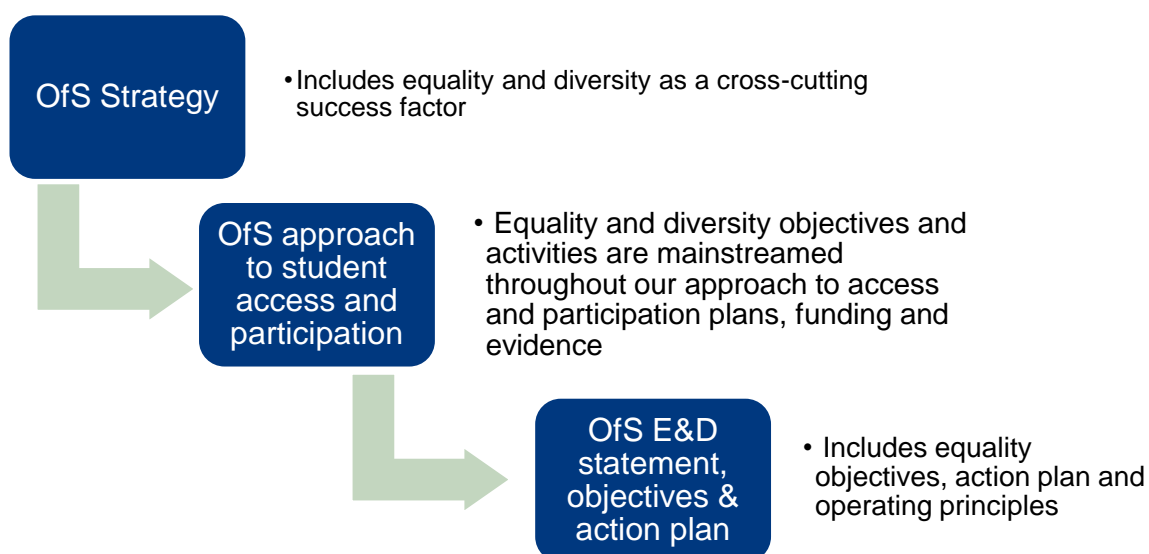 OfS Strategy
•Includes equality and diversity as a cross-cutting
success factor
OfS approach
to student
access and
participation
• Equality and diversity objectives and
activities are mainstreamed
throughout our approach to access
and participation plans, funding and
evidence
OfS E&D
statement,
objectives &
action plan
• Includes equality
objectives, action plan and
operating principles